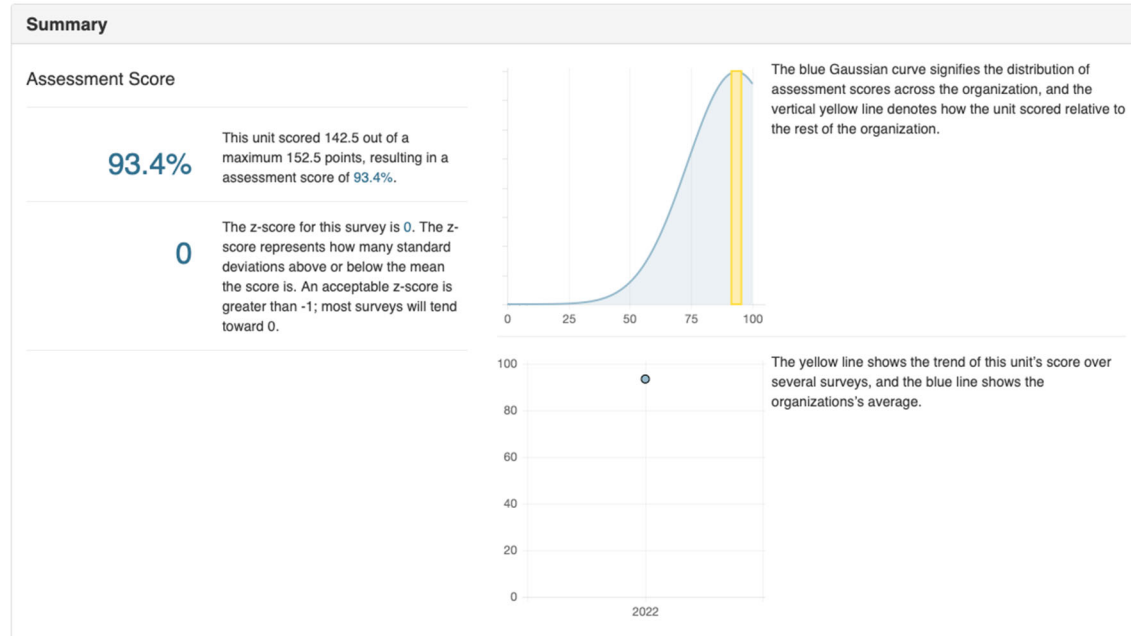 Summary
Assessment Score
93.4%
This unit scored 142.5 out of a
maximum 152.5 points, resulting in a
assessment score of 93.4%.
0
The z-score for this survey is 0. The z-
score represents how many standard
deviations above or below the mean
the score is. An acceptable z-score is
greater than -1; most surveys will tend
toward 0.
0 25 50 75 100
The blue Gaussian curve signifies the distribution of
assessment scores across the organization, and the
vertical yellow line denotes how the unit scored relative to
the rest of the organization.
100
80
60
40
20
0
2022
The yellow line shows the trend of this unit's score over
several surveys, and the blue line shows the
organizations's average.